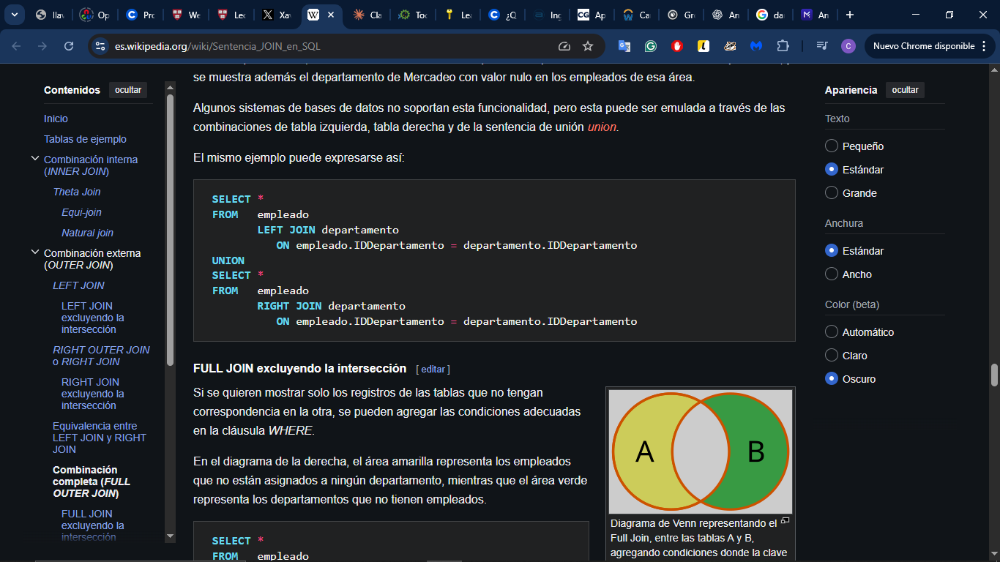 Ilav
Op
Pro
We
Lec
Xav
Cla
Toc
Lea
¿Q
Ing
CG
Ap
Ca
Gro
An
da
An
es.wikipedia.org/wiki/Sentencia_JOIN_en_SQL
C
Nuevo Chrome disponible
Contenidos
ocultar
Inicio
Tablas de ejemplo
Combinación interna
(INNER JOIN)
Theta Join
Equi-join
Natural join
Combinación externa
(OUTER JOIN)
LEFT JOIN
LEFT JOIN
excluyendo la
intersección
RIGHT OUTER JOIN
o RIGHT JOIN
RIGHT JOIN
excluyendo la
intersección
Equivalencia entre
LEFT JOIN y RIGHT
JOIN
Combinación
completa (FULL
OUTER JOIN)
FULL JOIN
excluyendo la
intersección
se muestra además el departamento de Mercadeo con valor nulo en los empleados de esa área.
Algunos sistemas de bases de datos no soportan esta funcionalidad, pero esta puede ser emulada a través de las
combinaciones de tabla izquierda, tabla derecha y de la sentencia de unión union.
El mismo ejemplo puede expresarse así:
SELECT *
FROM empleado
LEFT JOIN departamento
ON empleado.IDDepartamento = departamento.IDDepartamento
UNION
SELECT *
FROM empleado
RIGHT JOIN departamento
ON empleado.IDDepartamento = departamento.IDDepartamento
FULL JOIN excluyendo la intersección [ editar ]
Si se quieren mostrar solo los registros de las tablas que no tengan
correspondencia en la otra, se pueden agregar las condiciones adecuadas
en la cláusula WHERE.
En el diagrama de la derecha, el área amarilla representa los empleados
que no están asignados a ningún departamento, mientras que el área verde
representa los departamentos que no tienen empleados.
SELECT *
FROM empleado
A
B
Diagrama de Venn representando el
Full Join, entre las tablas A y B,
agregando condiciones donde la clave
Apariencia
ocultar
Texto
Pequeño
Estándar
Grande
Anchura
Estándar
Ancho
Color (beta)
Automático
Claro
Oscuro